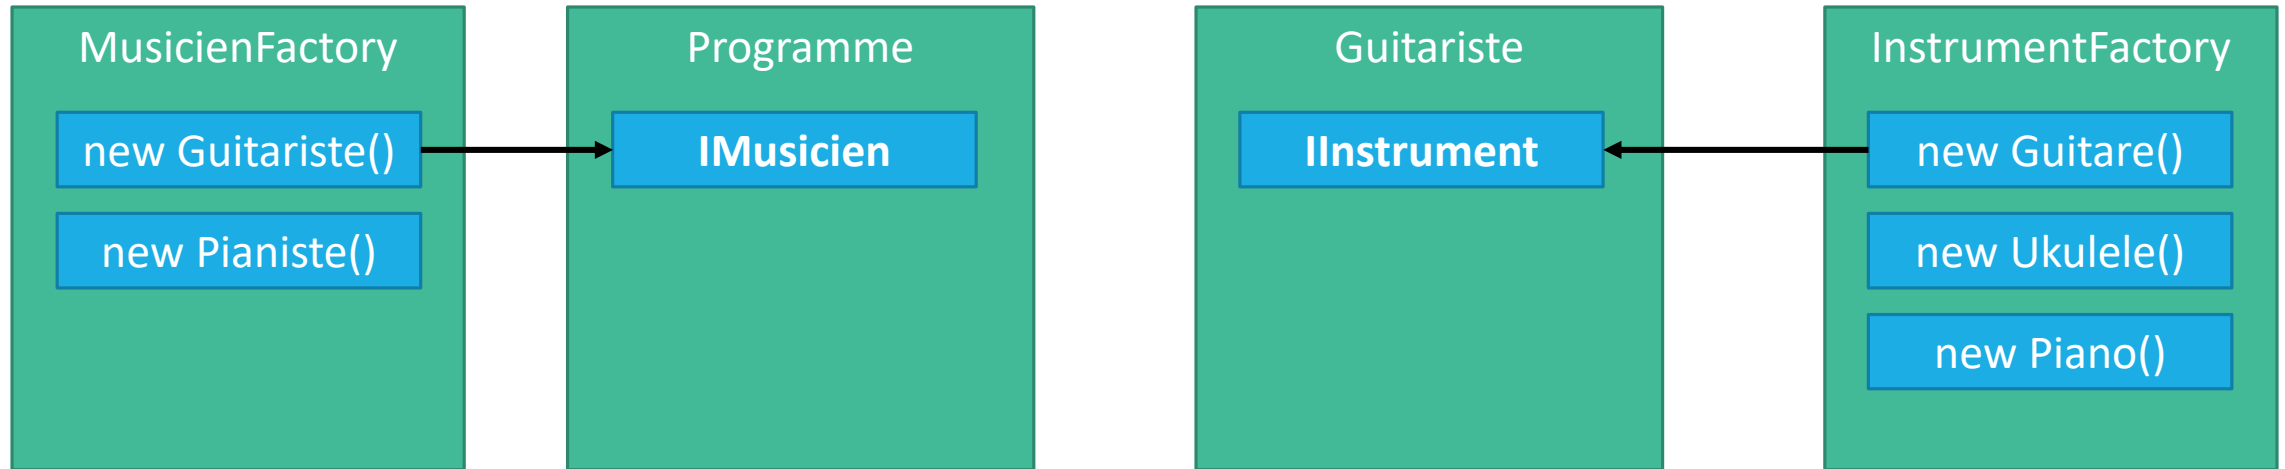 MusicienFactory
new Guitariste()
new Pianiste()
Programme
IMusicien
Guitariste
IInstrument
InstrumentFactory
new Guitare()
new Ukulele()
new Piano()